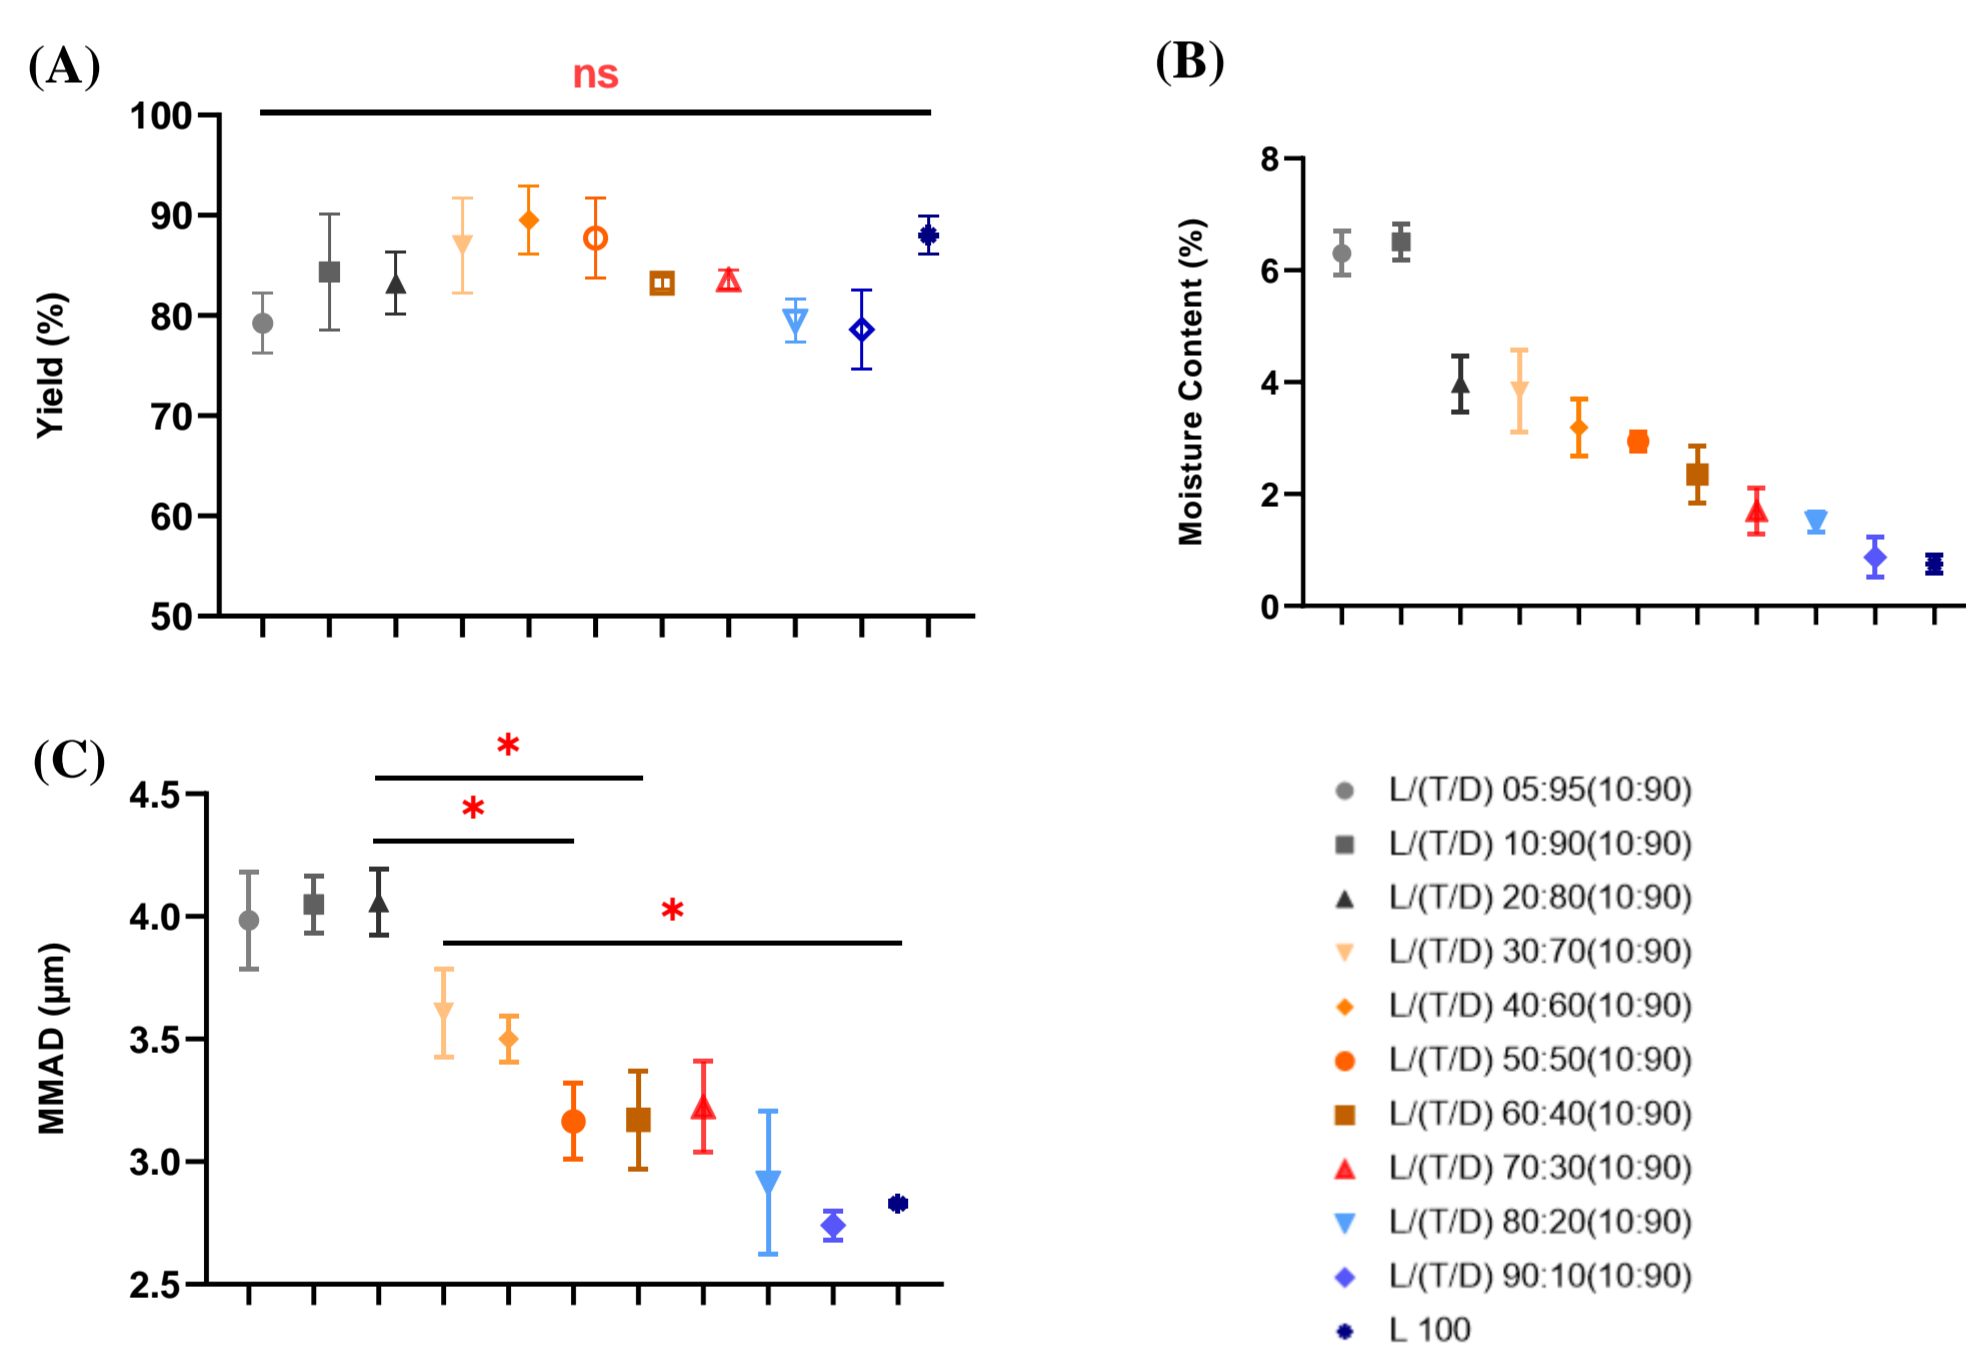 (A)
ns
100
90
80
70
60
50
Yield (%)
(B)
8
6
4
2
0
Moisture Content (%)
(C)
*
*
*
4.5
4.0
3.5
3.0
2.5
MMAD (μm)
L/(T/D) 05:95(10:90)
L/(T/D) 10:90(10:90)
L/(T/D) 20:80(10:90)
L/(T/D) 30:70(10:90)
L/(T/D) 40:60(10:90)
L/(T/D) 50:50(10:90)
L/(T/D) 60:40(10:90)
L/(T/D) 70:30(10:90)
L/(T/D) 80:20(10:90)
L/(T/D) 90:10(10:90)
L 100